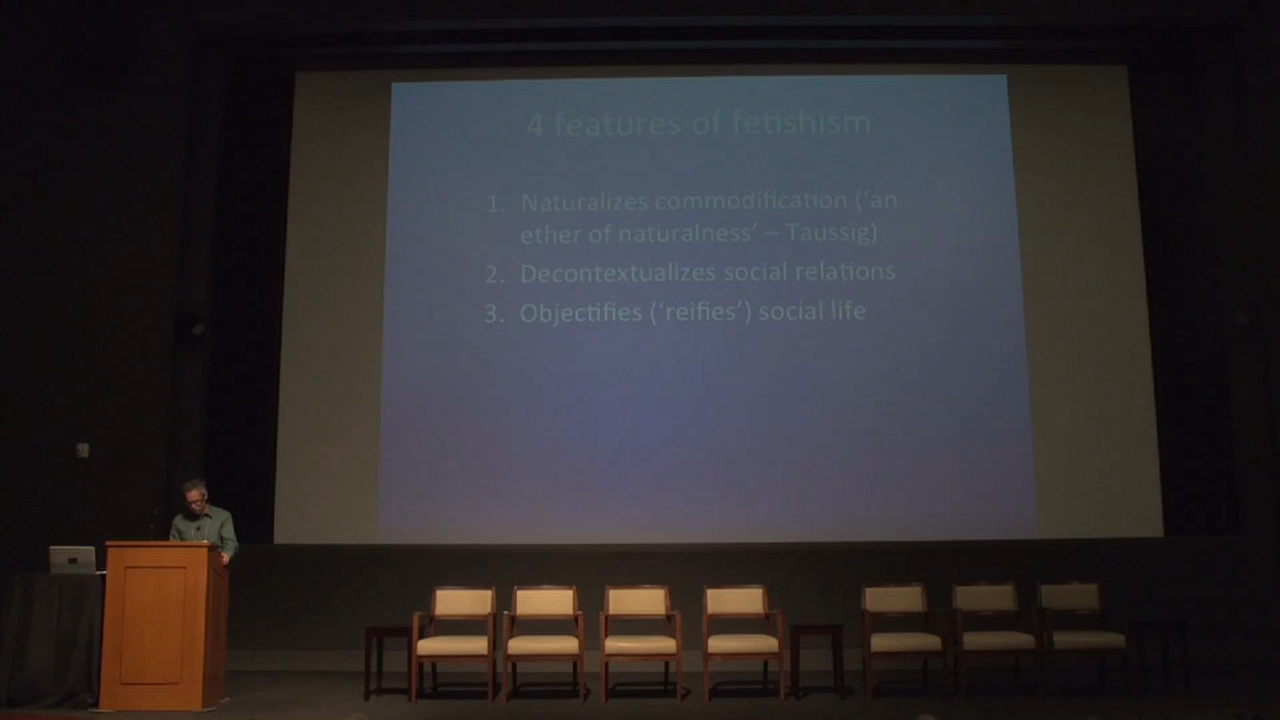 4 features of fetishism
1. Naturalizes commodification (‘an
ether of naturalness’ – Taussig)
2. Decontextualizes social relations
3. Objectifies (‘reifies’) social life